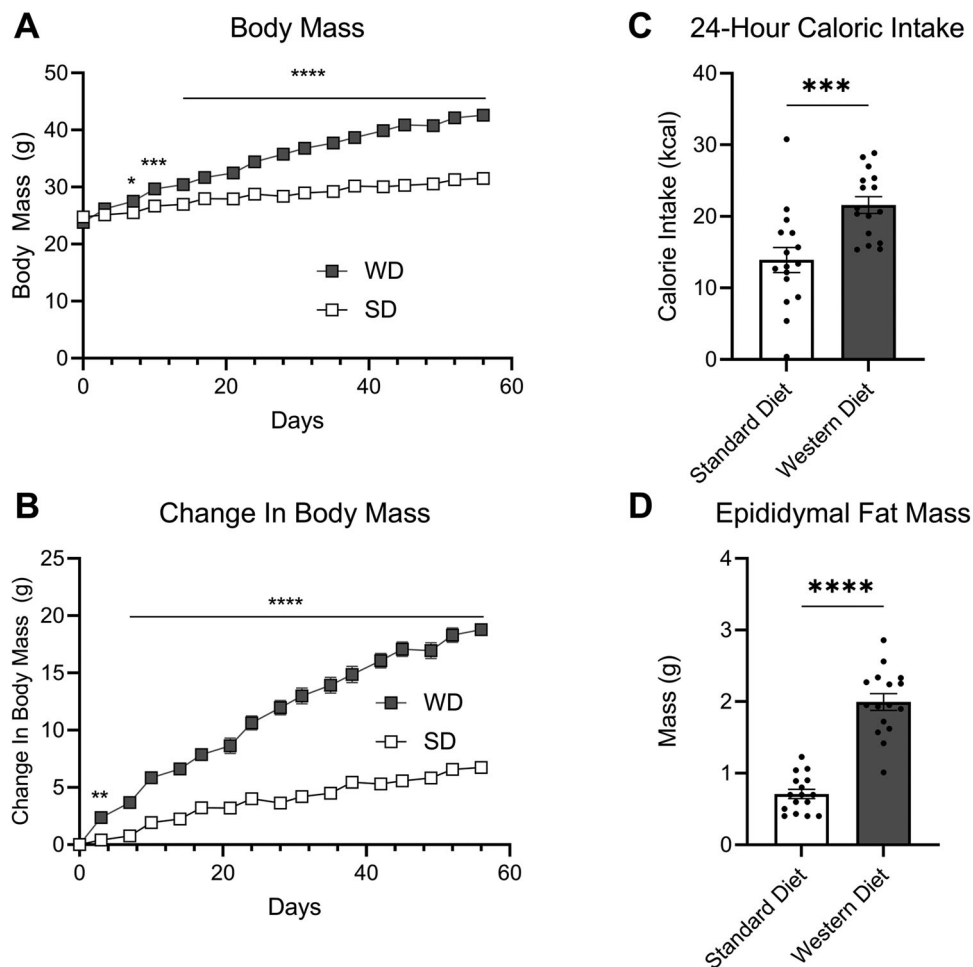 A
Body Mass
Body Mass (g)
50
40
30
20
10
0
*
***
****
WD
SD
0
20
40
60
Days
B
Change In Body Mass
Change In Body Mass (g)
25
20
15
10
5
0
**
****
WD
SD
0
20
40
60
Days
C
24-Hour Caloric Intake
Calorie Intake (kcal)
40
30
20
10
0
***
Standard Diet
Western Diet
D
Epididymal Fat Mass
Mass (g)
4
3
2
1
0
****
Standard Diet
Western Diet